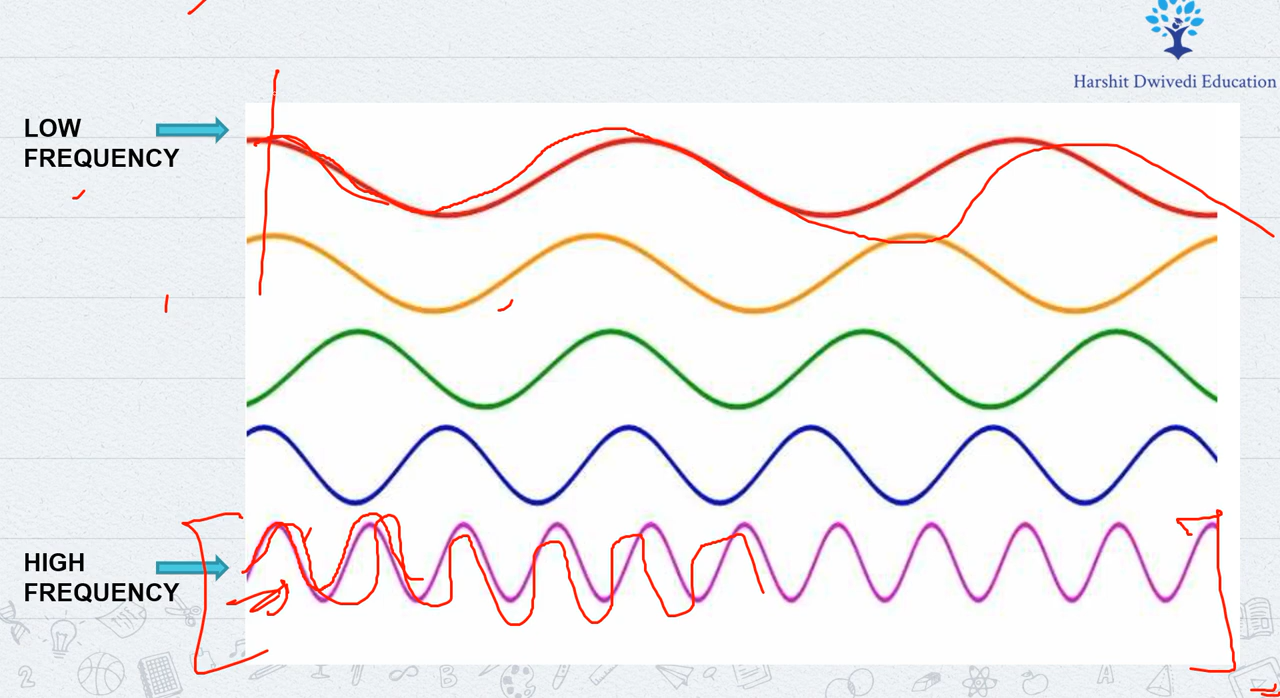 Harshit Dwivedi Education
LOW
FREQUENCY
HIGH
FREQUENCY